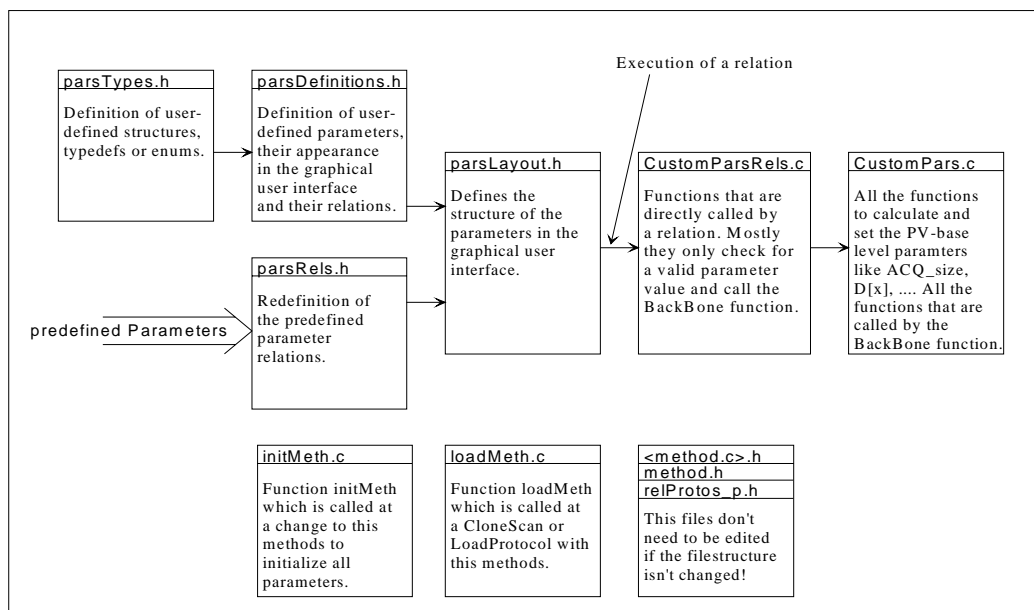 Execution of a relation
parsTypes.h
Definition of user-
defined structures,
typedefs or enums.
parsDefinitions.h
Definition of user-
defined parameters,
their appearance
in the graphical
user interface
and their relations.
parsLayout.h
Defines the
structure of the
parameters in the
graphical user
interface.
CustomParsRels.c
Functions that are
directly called by
a relation. Mostly
they only check for
a valid parameter
value and call the
BackBone function.
CustomPars.c
All the functions
to calculate and
set the PV-base
level paramters
like ACQ_size,
D[x], .... All the
functions that are
called by the
BackBone function.
predefined Parameters
parsRels.h
Redefinition of
the predefined
parameter
relations.
initMeth.c
Function initMeth
which is called at
a change to this
methods to
initialize all
parameters.
loadMeth.c
Function loadMeth
which is called at
a CloneScan or
LoadProtocol with
this methods.
<method.c>.h
method.h
relProtos_p.h
This files don't
need to be edited
if the filestructure
isn't changed!